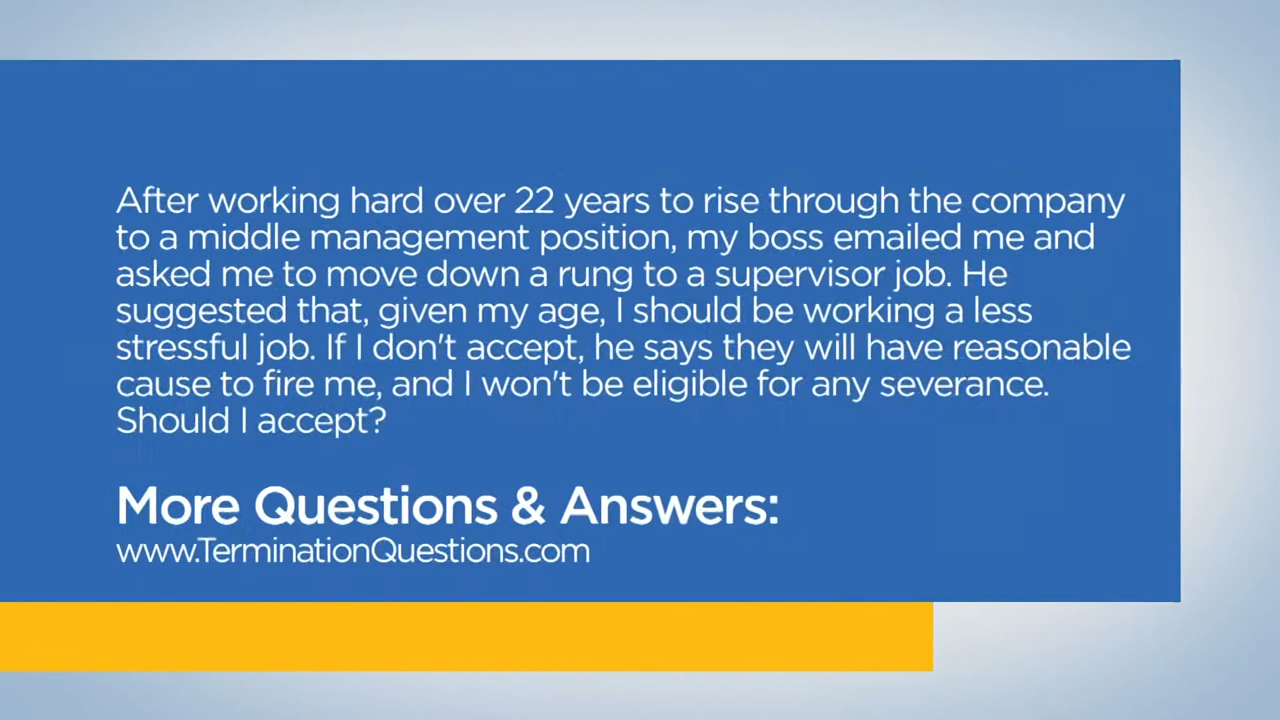 After working hard over 22 years to rise through the company
to a middle management position, my boss emailed me and
asked me to move down a rung to a supervisor job. He
suggested that, given my age, I should be working a less
stressful job. If I don't accept, he says they will have reasonable
cause to fire me, and I won't be eligible for any severance.
Should I accept?
More Questions & Answers:
www.TerminationQuestions.com